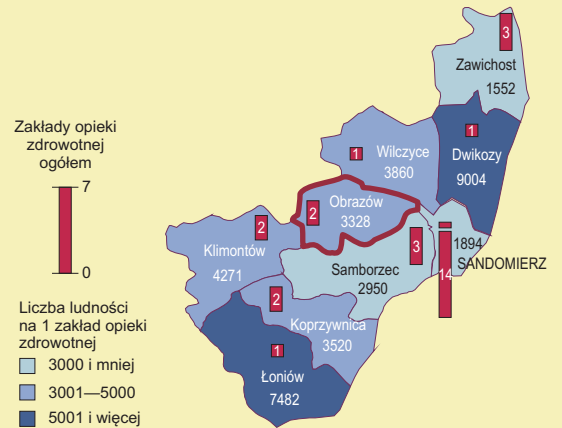 3
Zawichost
1552
Zakłady opieki
zdrowotnej
ogółem
7
0
1
Dwikozy
9004
1
Wilczyce
3860
2
Obrazów
3328
2
Klimontów
4271
3
Samborzec
2950
1894
SANDOMIERZ
14
2
Koprzywnica
3520
1
Łoniów
7482
Liczba ludności
na 1 zakład opieki
zdrowotnej
3000 i mniej
3001—5000
5001 i więcej